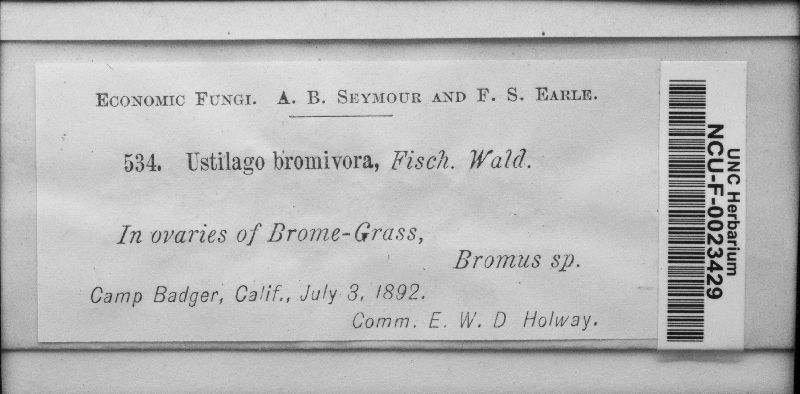 Economic Fungi. A. B. Seymour and F. S. Earle.
534. Ustilago bromivora, Fisch. Wald.
In ovaries of Brome-Grass,
Bromus sp.
Camp Badger, Calif., July 3, 1892.
Comm. E. W. D Holway.
UNC Herbarium
NCU-F-0023429